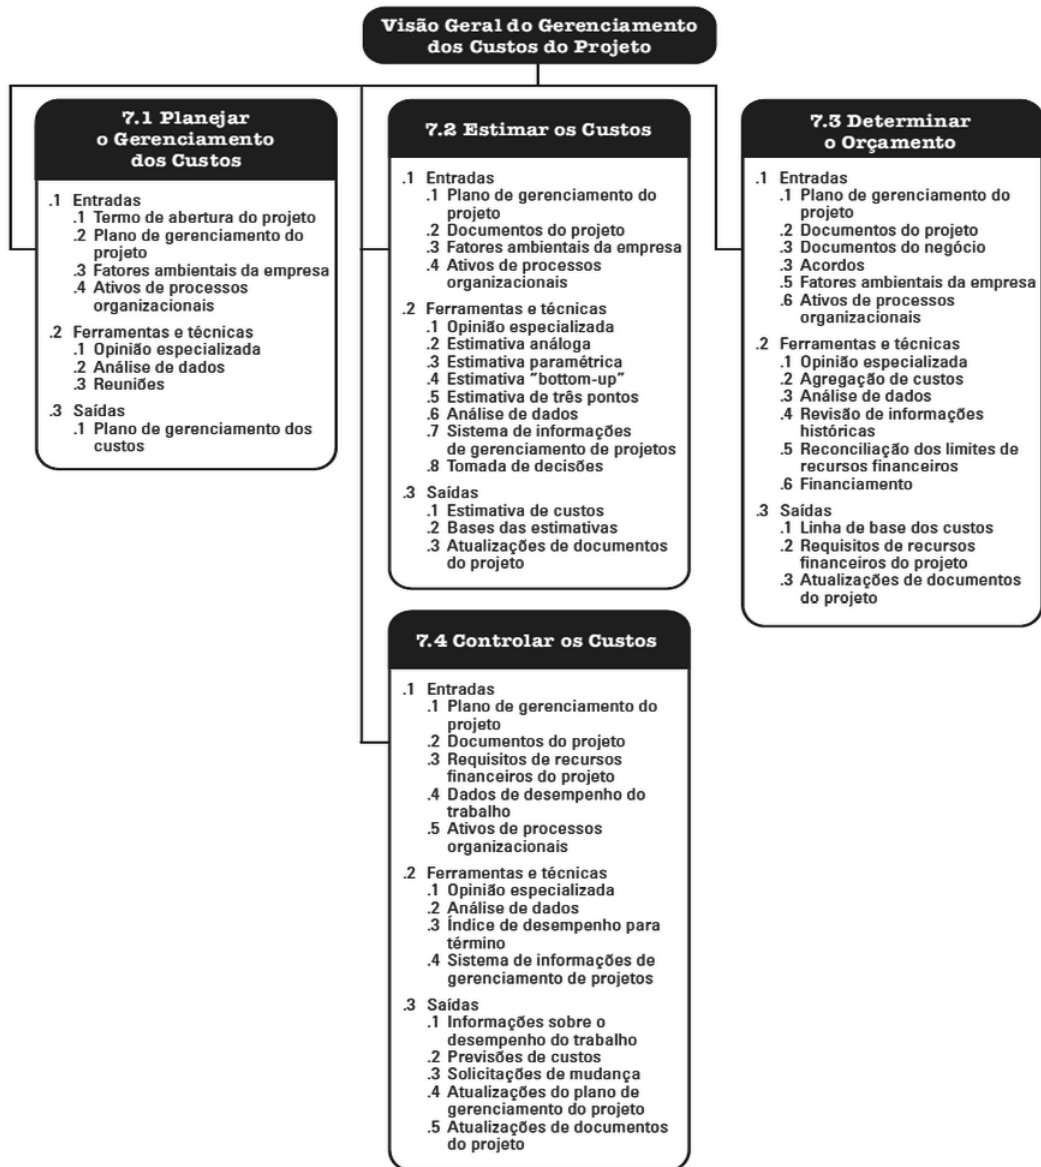 Visão Geral do Gerenciamento
dos Custos do Projeto
7.1 Planejar
o Gerenciamento
dos Custos
.1 Entradas
.1 Termo de abertura do projeto
.2 Plano de gerenciamento do
projeto
.3 Fatores ambientais da empresa
.4 Ativos de processos
organizacionais
.2 Ferramentas e técnicas
.1 Opinião especializada
.2 Análise de dados
.3 Reuniões
.3 Saídas
.1 Plano de gerenciamento dos
custos
7.2 Estimar os Custos
.1 Entradas
.1 Plano de gerenciamento do
projeto
.2 Documentos do projeto
.3 Fatores ambientais da empresa
.4 Ativos de processos
organizacionais
.2 Ferramentas e técnicas
.1 Opinião especializada
.2 Estimativa análoga
.3 Estimativa paramétrica
.4 Estimativa "bottom-up"
.5 Estimativa de três pontos
.6 Análise de dados
.7 Sistema de informações
de gerenciamento de projetos
.8 Tomada de decisões
.3 Saídas
.1 Estimativa de custos
.2 Bases das estimativas
.3 Atualizações de documentos
do projeto
7.3 Determinar
o Orçamento
.1 Entradas
.1 Plano de gerenciamento do
projeto
.2 Documentos do projeto
.3 Documentos do negócio
.3 Acordos
.5 Fatores ambientais da empresa
.6 Ativos de processos
organizacionais
.2 Ferramentas e técnicas
.1 Opinião especializada
.2 Agregação de custos
.3 Análise de dados
.4 Revisão de informações
históricas
.5 Reconciliação dos limites de
recursos financeiros
.6 Financiamento
.3 Saídas
.1 Linha de base dos custos
.2 Requisitos de recursos
financeiros do projeto
.3 Atualizações de documentos
do projeto
7.4 Controlar os Custos
.1 Entradas
.1 Plano de gerenciamento do
projeto
.2 Documentos do projeto
.3 Requisitos de recursos
financeiros do projeto
.4 Dados de desempenho do
trabalho
.5 Ativos de processos
organizacionais
.2 Ferramentas e técnicas
.1 Opinião especializada
.2 Análise de dados
.3 Índice de desempenho para
término
.4 Sistema de informações de
gerenciamento de projetos
.3 Saídas
.1 Informações sobre o
desempenho do trabalho
.2 Previsões de custos
.3 Solicitações de mudança
.4 Atualizações do plano de
gerenciamento do projeto
.5 Atualizações de documentos
do projeto